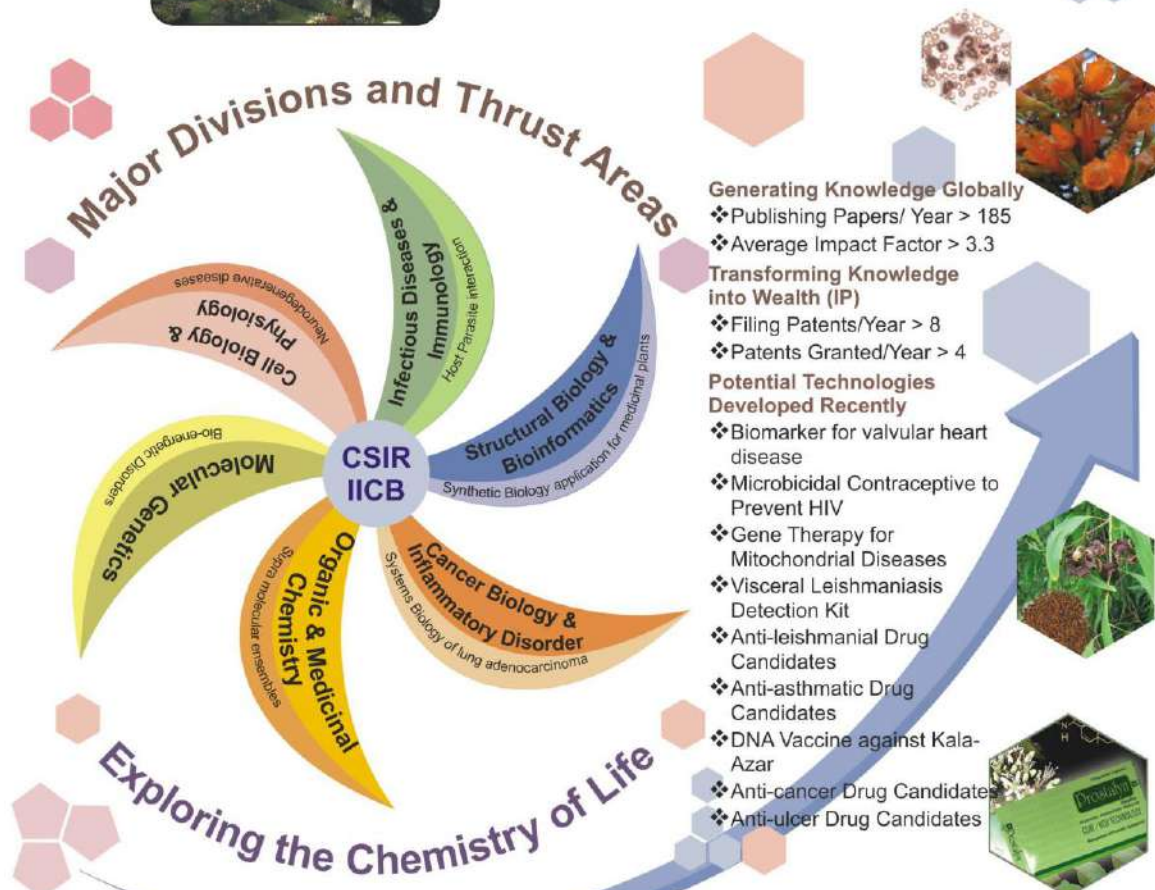 Major Divisions and Thrust Areas
Infectious Diseases &
Immunology
Host Parasite interaction
Structural Biology &
Bioinformatics
Synthetic Biology application for medicinal plants
Cancer Biology &
Inflammatory Disorder
Systems Biology of lung adenocarcinoma
Organic & Medicinal
Chemistry
Supra molecular ensembles
Molecular Genetics
Bio-energetic Disorders
Cell Biology &
Physiology
Neurodegenerative diseases
CSIR
IICB
Exploring the Chemistry of Life
Generating Knowledge Globally
❖Publishing Papers/ Year > 185
❖Average Impact Factor > 3.3
Transforming Knowledge
into Wealth (IP)
❖Filing Patents/Year > 8
❖Patents Granted/Year > 4
Potential Technologies
Developed Recently
❖Biomarker for valvular heart
disease
❖Microbicidal Contraceptive to
Prevent HIV
❖Gene Therapy for
Mitochondrial Diseases
❖Visceral Leishmaniasis
Detection Kit
❖Anti-leishmanial Drug
Candidates
❖Anti-asthmatic Drug
Candidates
❖DNA Vaccine against Kala-
Azar
❖Anti-cancer Drug Candidates
❖Anti-ulcer Drug Candidates
N
H
Prostalyn